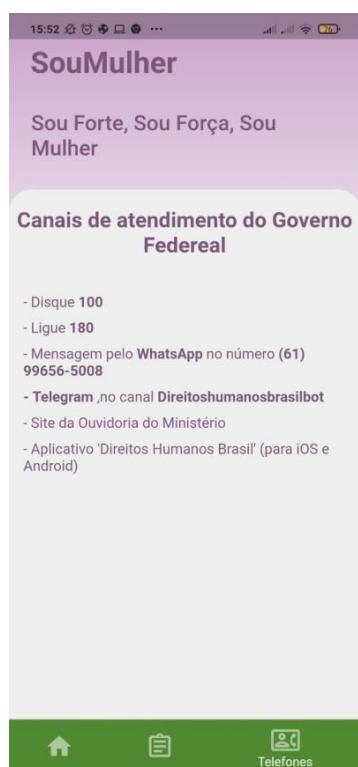 15:52 ...
76
SouMulher
Sou Forte, Sou Força, Sou
Mulher
Canais de atendimento do Governo
Federeal
- Disque 100
- Ligue 180
- Mensagem pelo WhatsApp no número (61)
99656-5008
- Telegram ,no canal Direitoshumanosbrasilbot
- Site da Ouvidoria do Ministério
- Aplicativo 'Direitos Humanos Brasil' (para iOS e
Android)
Telefones